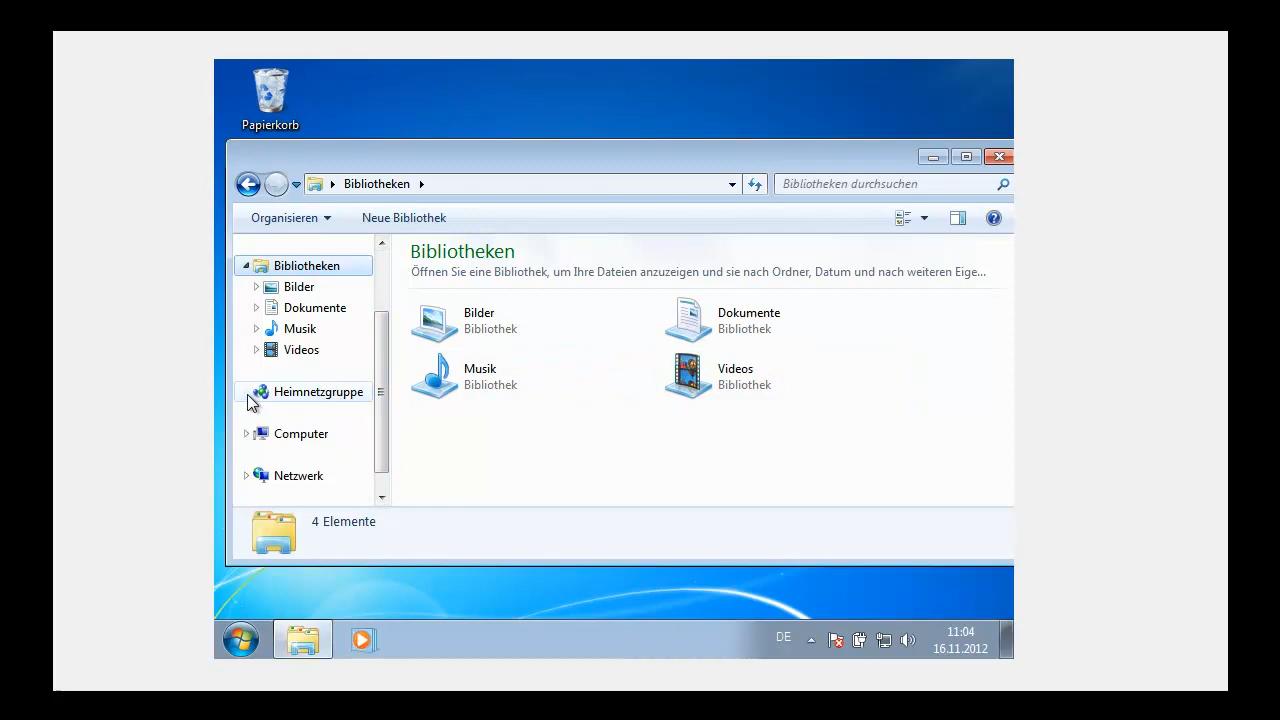 Papierkorb
Bibliotheken
Bibliotheken durchsuchen
Organisieren
Neue Bibliothek
Bibliotheken
Bilder
Dokumente
Musik
Videos
Heimnetzgruppe
Computer
Netzwerk
Bibliotheken
Öffnen Sie eine Bibliothek, um Ihre Dateien anzuzeigen und sie nach Ordner, Datum und nach weiteren Eige...
Bilder
Bibliothek
Dokumente
Bibliothek
Musik
Bibliothek
Videos
Bibliothek
4 Elemente
DE
11:04
16.11.2012